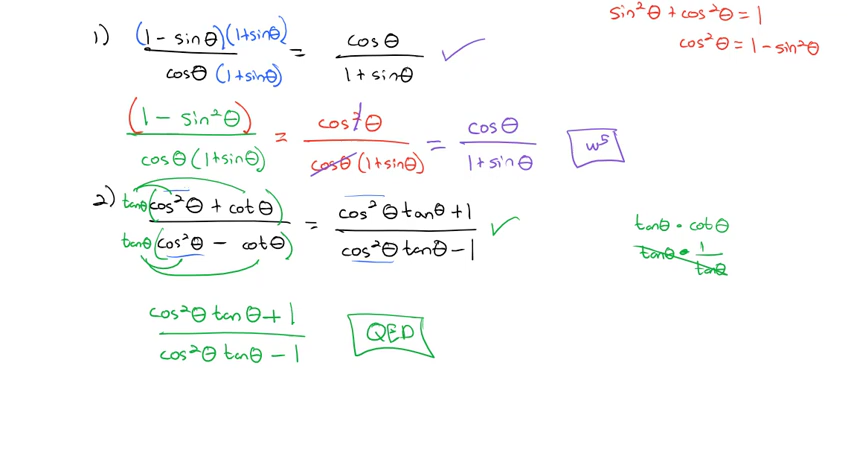 sin²θ + cos²θ = 1
cos²θ = 1 − sin²θ
1) (1 − sinθ)(1+sinθ) / cosθ (1+sinθ) = cosθ / 1+sinθ ✓
(1 − sin²θ) / cosθ(1+sinθ) = cos²θ / cosθ(1+sinθ) = cosθ / 1+sinθ w⁵
2) tanθ(cos²θ + cotθ) / tanθ(cos²θ − cotθ) = cos²θ tanθ+1 / cos²θ tanθ−1 ✓
tanθ • cotθ
tanθ • 1 / tanθ
cos²θ tanθ+1 / cos²θ tanθ − 1 QED